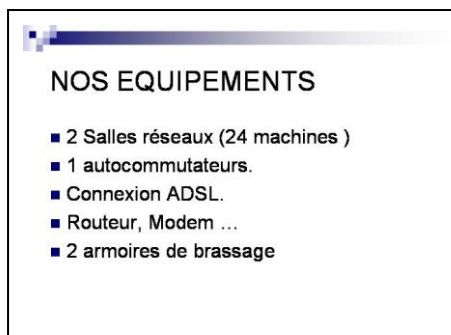 NOS EQUIPEMENTS
2 Salles réseaux (24 machines )
1 autocommutateurs.
Connexion ADSL.
Routeur, Modem ...
2 armoires de brassage